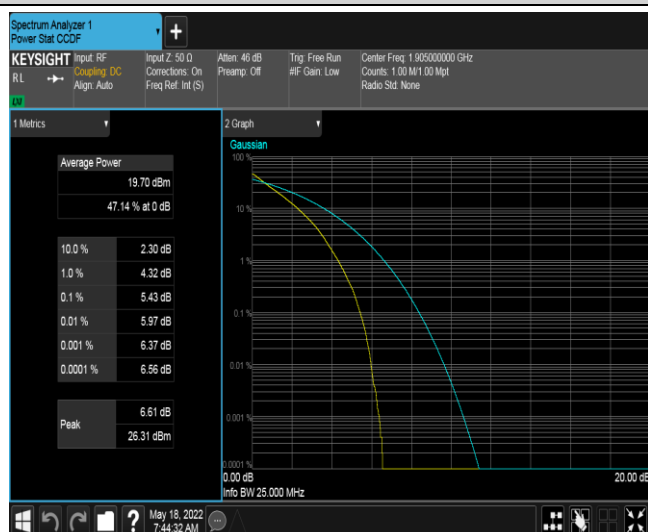 Spectrum Analyzer 1
Power Stat CCDF
+
KEYSIGHT
RL
LXI
Input: RF
Coupling: DC
Align: Auto
Input Z: 50 Ω
Corrections: On
Freq Ref: Int (S)
Atten: 46 dB
Preamp: Off
Trig: Free Run
#IF Gain: Low
Center Freq: 1.905000000 GHz
Counts: 1.00 M/1.00 Mpt
Radio Std: None
1 Metrics
Average Power
19.70 dBm
47.14 % at 0 dB
10.0 % 2.30 dB
1.0 % 4.32 dB
0.1 % 5.43 dB
0.01 % 5.97 dB
0.001 % 6.37 dB
0.0001 % 6.56 dB
Peak
6.61 dB
26.31 dBm
2 Graph
Gaussian
100 %
10 %
1 %
0.1 %
0.01 %
0.001 %
0.0001 %
0.00 dB
20.00 dB
Info BW 25.000 MHz
?
May 18, 2022
7:44:32 AM